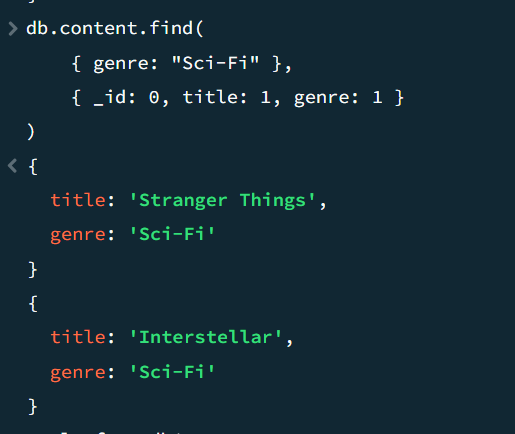 db.content.find(
{ genre: "Sci-Fi" },
{ _id: 0, title: 1, genre: 1 }
)
{
title: 'Stranger Things',
genre: 'Sci-Fi'
}
{
title: 'Interstellar',
genre: 'Sci-Fi'
}